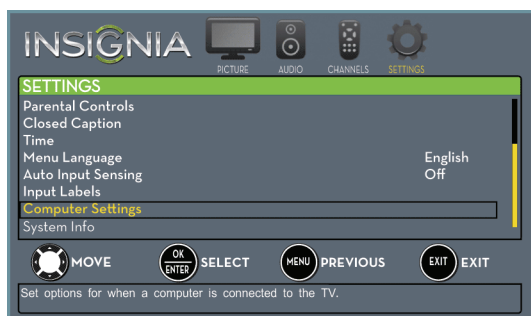 INSIGNIA
PICTURE AUDIO CHANNELS SETTINGS
SETTINGS
Parental Controls
Closed Caption
Time
Menu Language English
Auto Input Sensing Off
Input Labels
Computer Settings
System Info
MOVE OK ENTER SELECT MENU PREVIOUS EXIT EXIT
Set options for when a computer is connected to the TV.